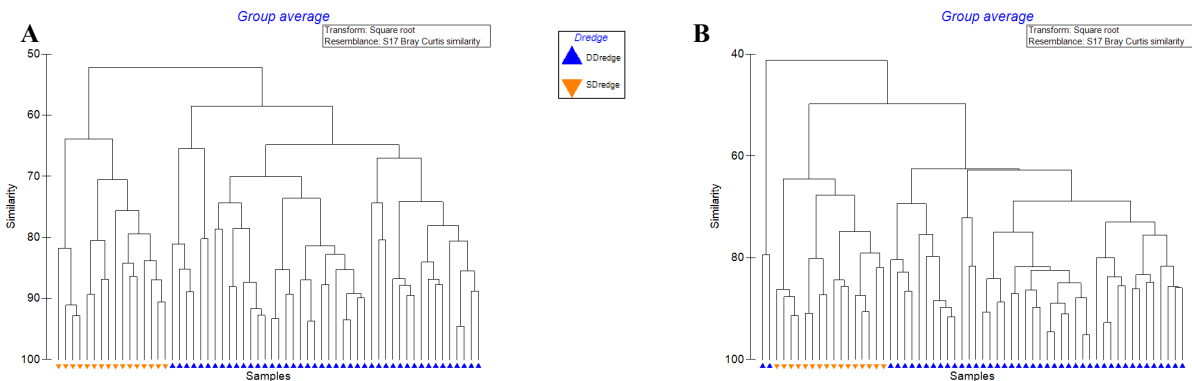 A
Group average
Transform: Square root
Resemblance: S17 Bray Curtis similarity
50
60
70
80
90
100
Similarity
Samples
Dredge
DDredge
SDredge
B
Group average
Transform: Square root
Resemblance: S17 Bray Curtis similarity
40
60
80
100
Similarity
Samples